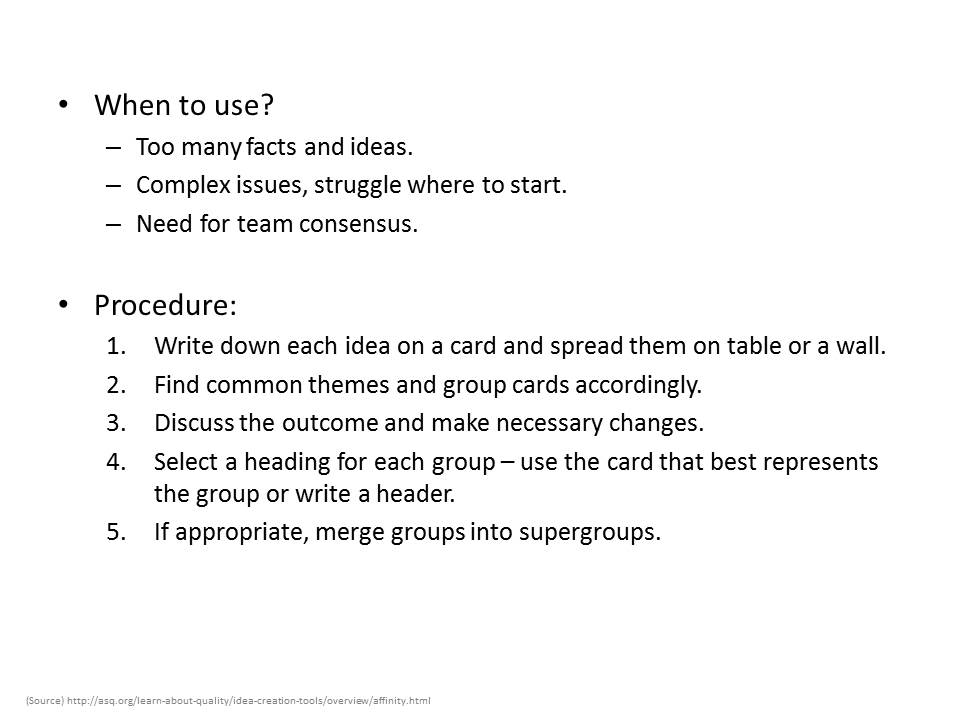 • When to use?
– Too many facts and ideas.
– Complex issues, struggle where to start.
– Need for team consensus.
• Procedure:
1. Write down each idea on a card and spread them on table or a wall.
2. Find common themes and group cards accordingly.
3. Discuss the outcome and make necessary changes.
4. Select a heading for each group – use the card that best represents
the group or write a header.
5. If appropriate, merge groups into supergroups.
(Source) http://asq.org/learn-about-quality/idea-creation-tools/overview/affinity.html